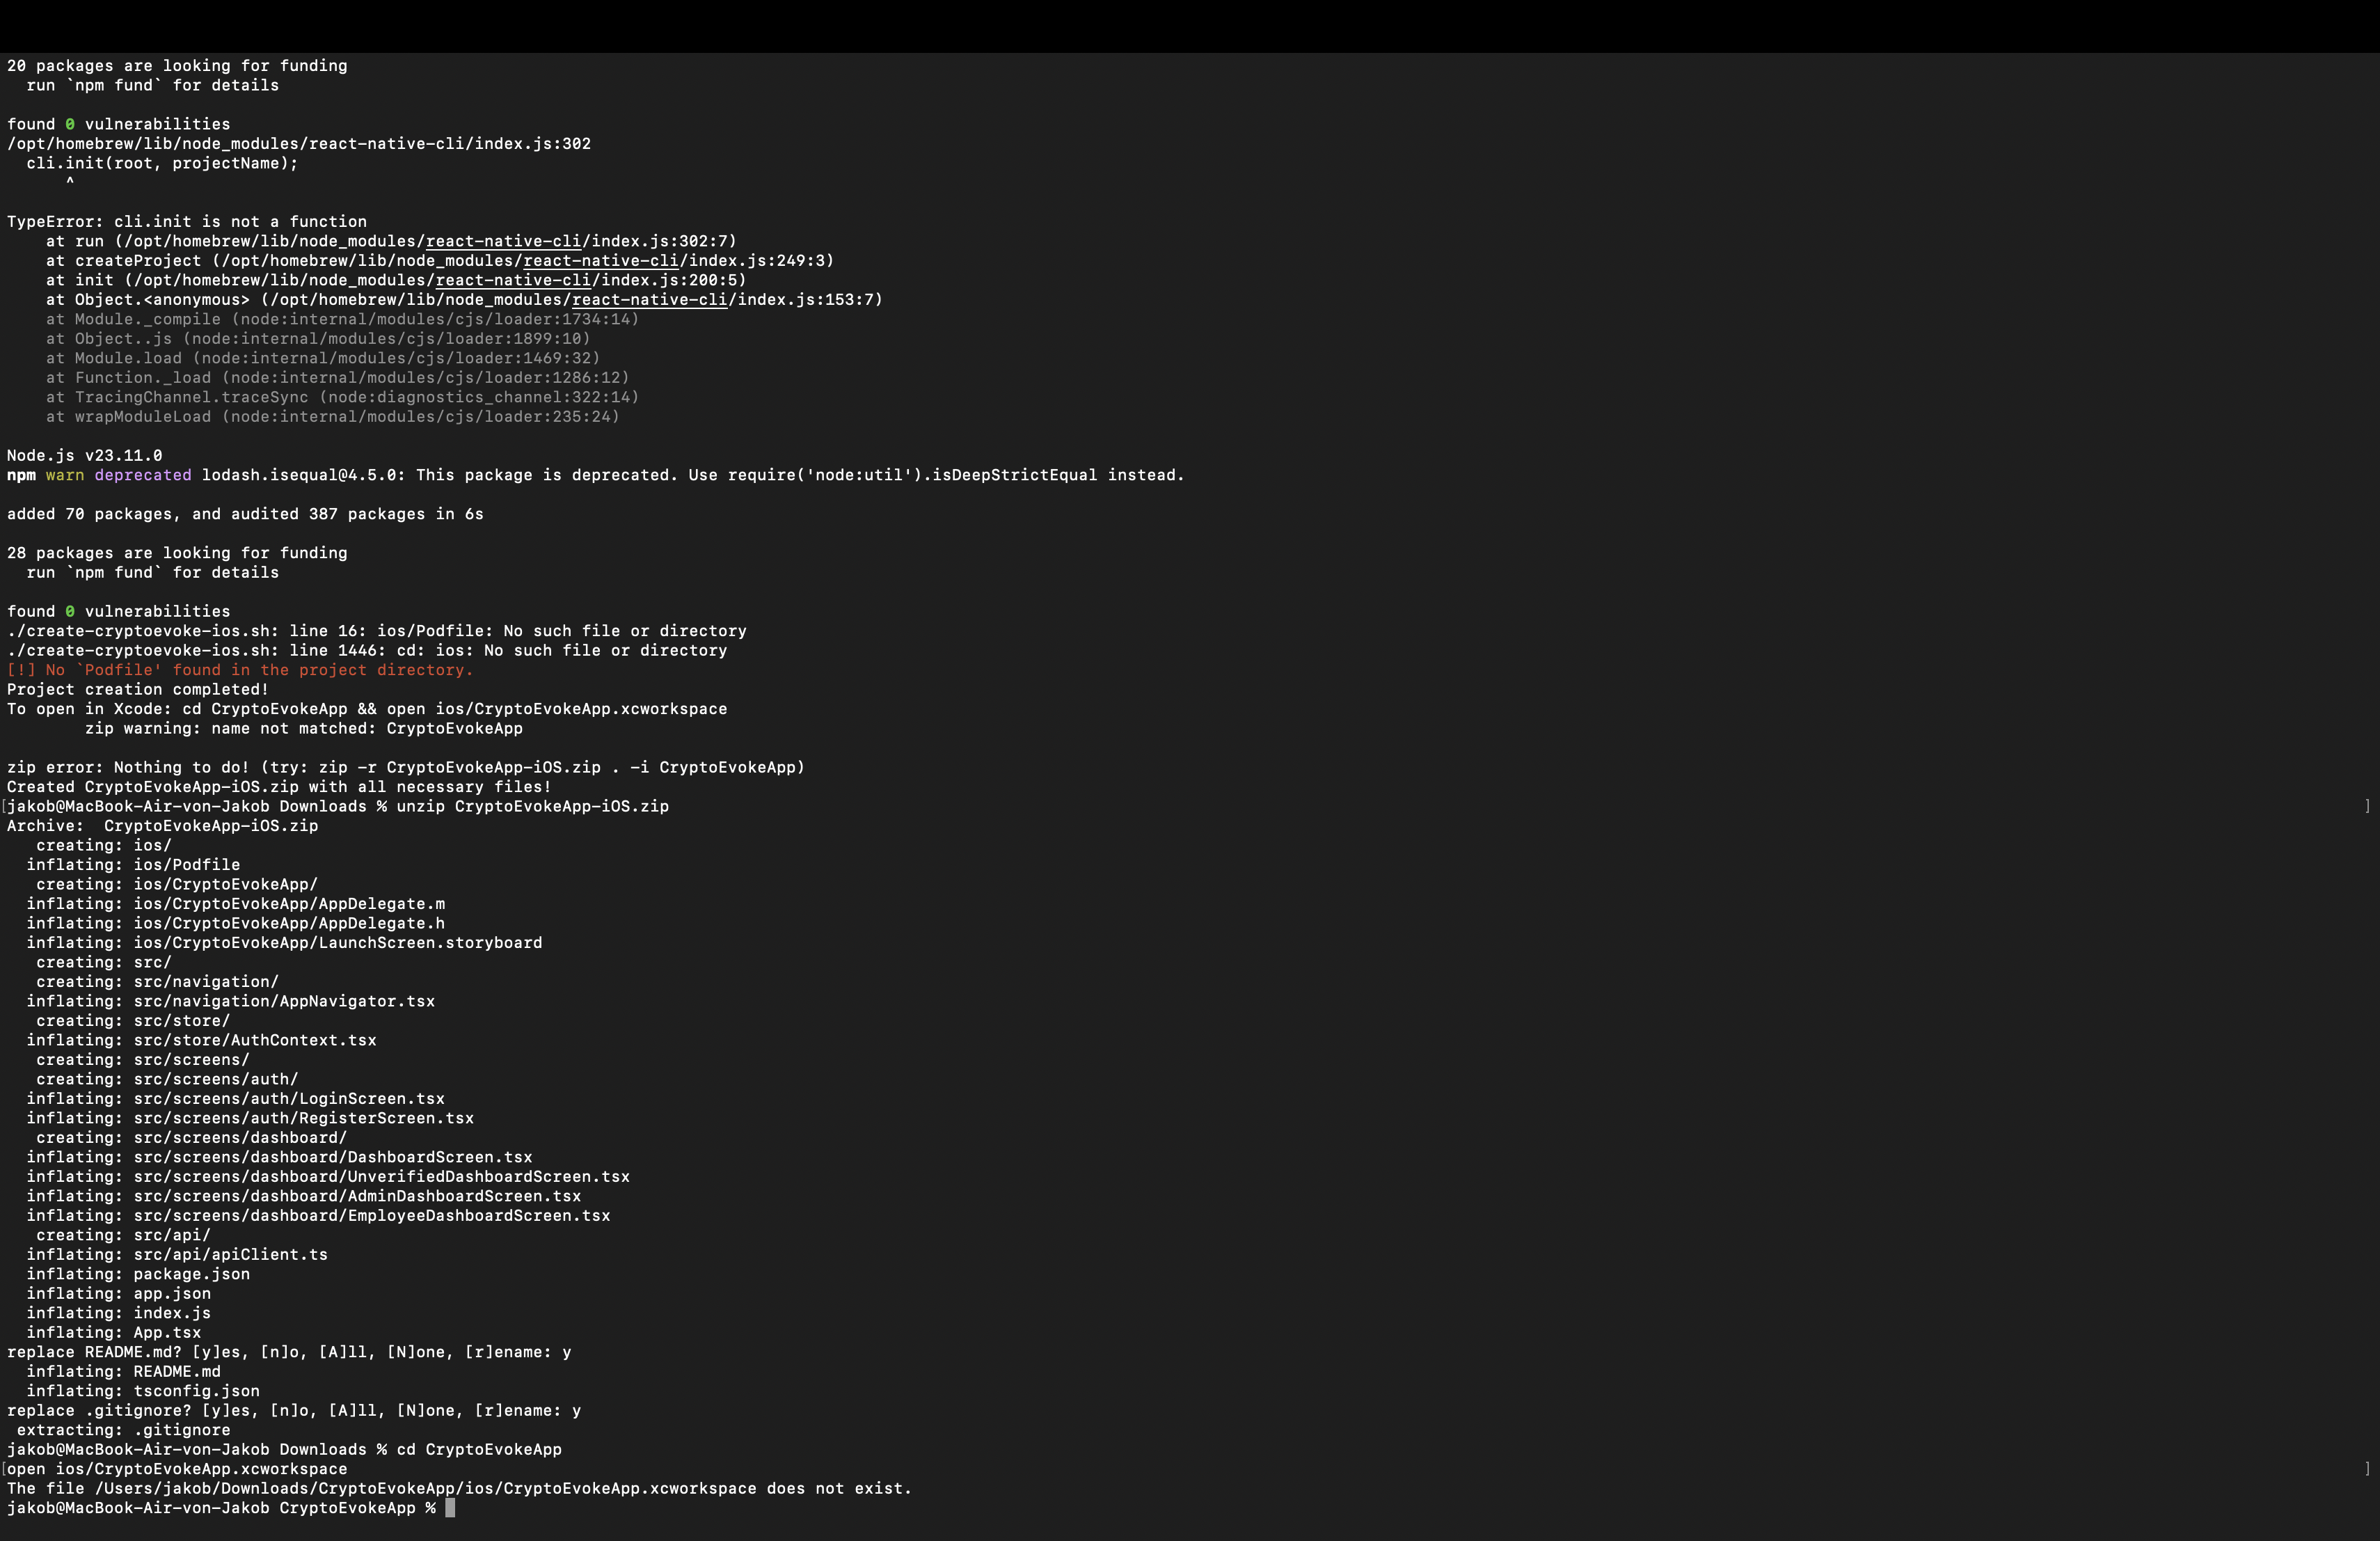 20 packages are looking for funding
  run `npm fund` for details

found 0 vulnerabilities
/opt/homebrew/lib/node_modules/react-native-cli/index.js:302
  cli.init(root, projectName);
      ^

TypeError: cli.init is not a function
    at run (/opt/homebrew/lib/node_modules/react-native-cli/index.js:302:7)
    at createProject (/opt/homebrew/lib/node_modules/react-native-cli/index.js:249:3)
    at init (/opt/homebrew/lib/node_modules/react-native-cli/index.js:200:5)
    at Object.<anonymous> (/opt/homebrew/lib/node_modules/react-native-cli/index.js:153:7)
    at Module._compile (node:internal/modules/cjs/loader:1734:14)
    at Object..js (node:internal/modules/cjs/loader:1899:10)
    at Module.load (node:internal/modules/cjs/loader:1469:32)
    at Function._load (node:internal/modules/cjs/loader:1286:12)
    at TracingChannel.traceSync (node:diagnostics_channel:322:14)
    at wrapModuleLoad (node:internal/modules/cjs/loader:235:24)

Node.js v23.11.0
npm warn deprecated lodash.isequal@4.5.0: This package is deprecated. Use require('node:util').isDeepStrictEqual instead.

added 70 packages, and audited 387 packages in 6s

28 packages are looking for funding
  run `npm fund` for details

found 0 vulnerabilities
./create-cryptoevoke-ios.sh: line 16: ios/Podfile: No such file or directory
./create-cryptoevoke-ios.sh: line 1446: cd: ios: No such file or directory
[!] No `Podfile' found in the project directory.
Project creation completed!
To open in Xcode: cd CryptoEvokeApp && open ios/CryptoEvokeApp.xcworkspace
        zip warning: name not matched: CryptoEvokeApp

zip error: Nothing to do! (try: zip -r CryptoEvokeApp-iOS.zip . -i CryptoEvokeApp)
Created CryptoEvokeApp-iOS.zip with all necessary files!
[jakob@MacBook-Air-von-Jakob Downloads % unzip CryptoEvokeApp-iOS.zip ]
Archive:  CryptoEvokeApp-iOS.zip
   creating: ios/
  inflating: ios/Podfile
   creating: ios/CryptoEvokeApp/
  inflating: ios/CryptoEvokeApp/AppDelegate.m
  inflating: ios/CryptoEvokeApp/AppDelegate.h
  inflating: ios/CryptoEvokeApp/LaunchScreen.storyboard
   creating: src/
   creating: src/navigation/
  inflating: src/navigation/AppNavigator.tsx
   creating: src/store/
  inflating: src/store/AuthContext.tsx
   creating: src/screens/
   creating: src/screens/auth/
  inflating: src/screens/auth/LoginScreen.tsx
  inflating: src/screens/auth/RegisterScreen.tsx
   creating: src/screens/dashboard/
  inflating: src/screens/dashboard/DashboardScreen.tsx
  inflating: src/screens/dashboard/UnverifiedDashboardScreen.tsx
  inflating: src/screens/dashboard/AdminDashboardScreen.tsx
  inflating: src/screens/dashboard/EmployeeDashboardScreen.tsx
   creating: src/api/
  inflating: src/api/apiClient.ts
  inflating: package.json
  inflating: app.json
  inflating: index.js
  inflating: App.tsx
replace README.md? [y]es, [n]o, [A]ll, [N]one, [r]ename: y
  inflating: README.md
  inflating: tsconfig.json
replace .gitignore? [y]es, [n]o, [A]ll, [N]one, [r]ename: y
 extracting: .gitignore
jakob@MacBook-Air-von-Jakob Downloads % cd CryptoEvokeApp
[open ios/CryptoEvokeApp.xcworkspace ]
The file /Users/jakob/Downloads/CryptoEvokeApp/ios/CryptoEvokeApp.xcworkspace does not exist.
jakob@MacBook-Air-von-Jakob CryptoEvokeApp %